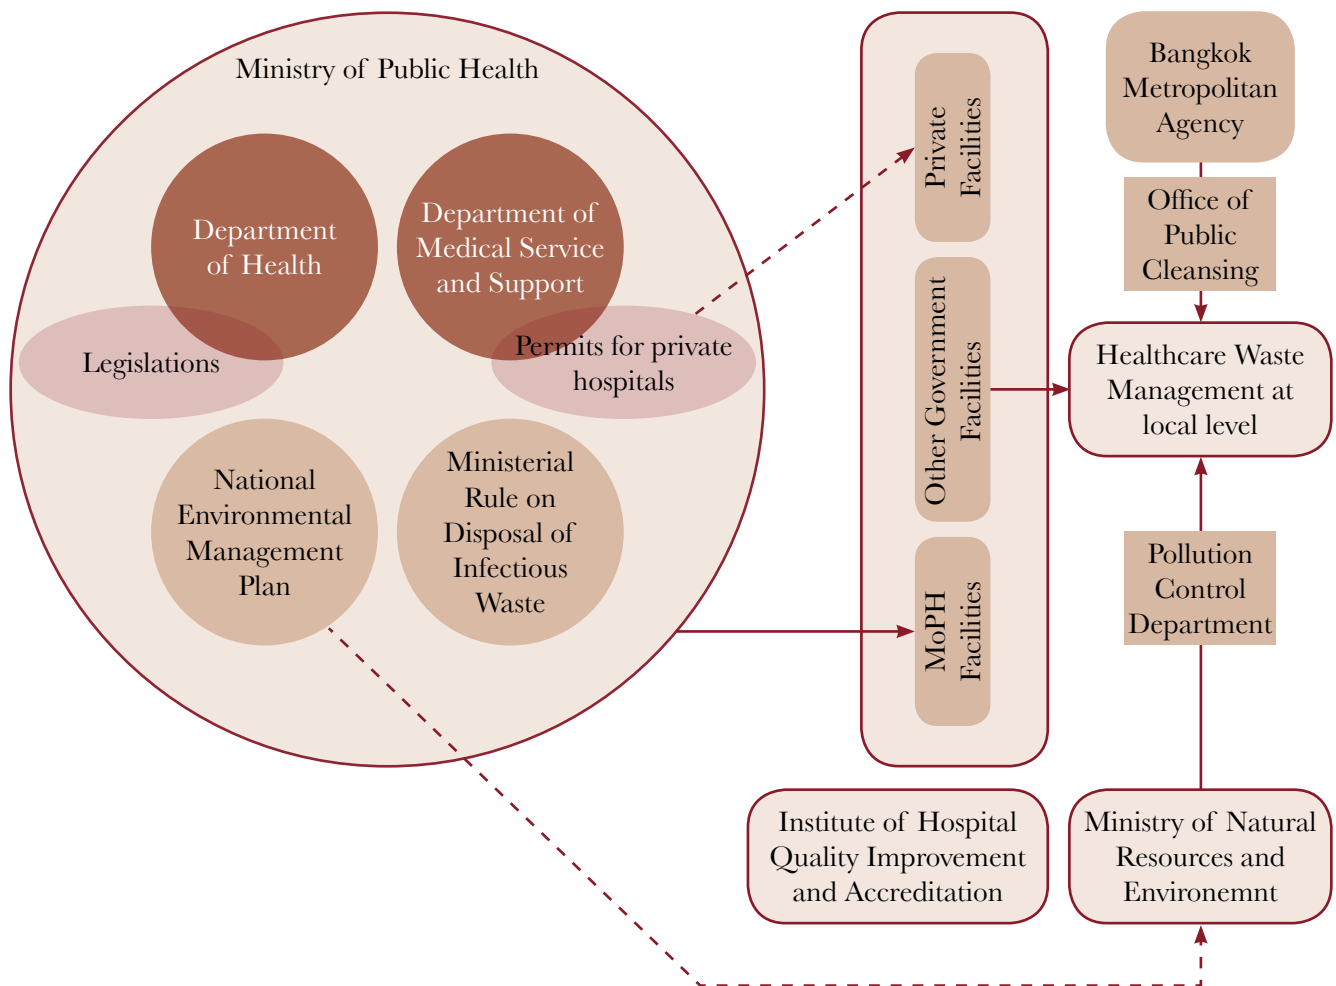 Ministry of Public Health
Department
of Health
Department of
Medical Service
and Support
Legislations
Permits for private
hospitals
National
Environmental
Management
Plan
Ministerial
Rule on
Disposal of
Infectious
Waste
Private
Facilities
Other Government
Facilities
MoPH
Facilities
Bangkok
Metropolitan
Agency
Office of
Public
Cleansing
Healthcare Waste
Management at
local level
Pollution
Control
Department
Institute of Hospital
Quality Improvement
and Accreditation
Ministry of Natural
Resources and
Environemnt